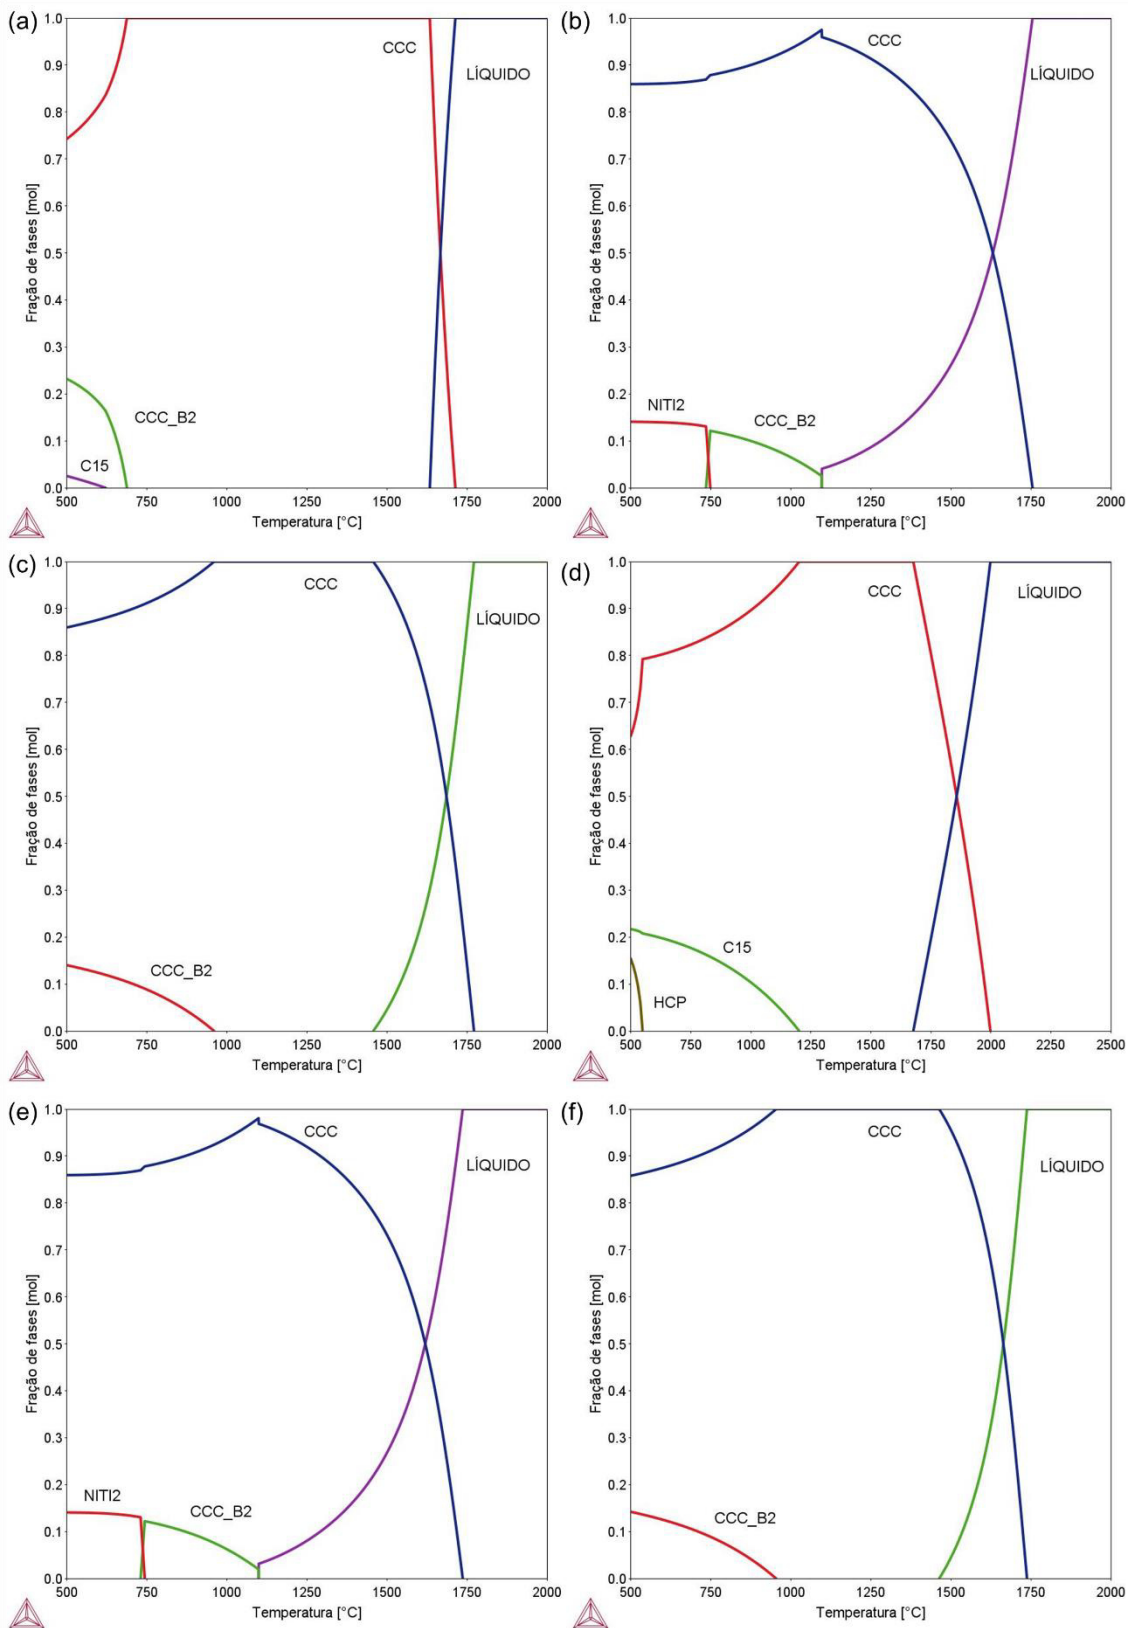 (a)
1.0
0.9
0.8
0.7
0.6
0.5
0.4
0.3
0.2
0.1
0.0
Fração de fases [mol]
CCC
LÍQUIDO
CCC_B2
C15
500 750 1000 1250 1500 1750 2000
Temperatura [°C]
(b)
1.0
0.9
0.8
0.7
0.6
0.5
0.4
0.3
0.2
0.1
0.0
Fração de fases [mol]
CCC
LÍQUIDO
NITI2
CCC_B2
500 750 1000 1250 1500 1750 2000
Temperatura [°C]
(c)
1.0
0.9
0.8
0.7
0.6
0.5
0.4
0.3
0.2
0.1
0.0
Fração de fases [mol]
CCC
LÍQUIDO
CCC_B2
500 750 1000 1250 1500 1750 2000
Temperatura [°C]
(d)
1.0
0.9
0.8
0.7
0.6
0.5
0.4
0.3
0.2
0.1
0.0
Fração de fases [mol]
CCC
LÍQUIDO
C15
HCP
500 750 1000 1250 1500 1750 2000 2250 2500
Temperatura [°C]
(e)
1.0
0.9
0.8
0.7
0.6
0.5
0.4
0.3
0.2
0.1
0.0
Fração de fases [mol]
CCC
LÍQUIDO
NITI2
CCC_B2
500 750 1000 1250 1500 1750 2000
Temperatura [°C]
(f)
1.0
0.9
0.8
0.7
0.6
0.5
0.4
0.3
0.2
0.1
0.0
Fração de fases [mol]
CCC
LÍQUIDO
CCC_B2
500 750 1000 1250 1500 1750 2000
Temperatura [°C]